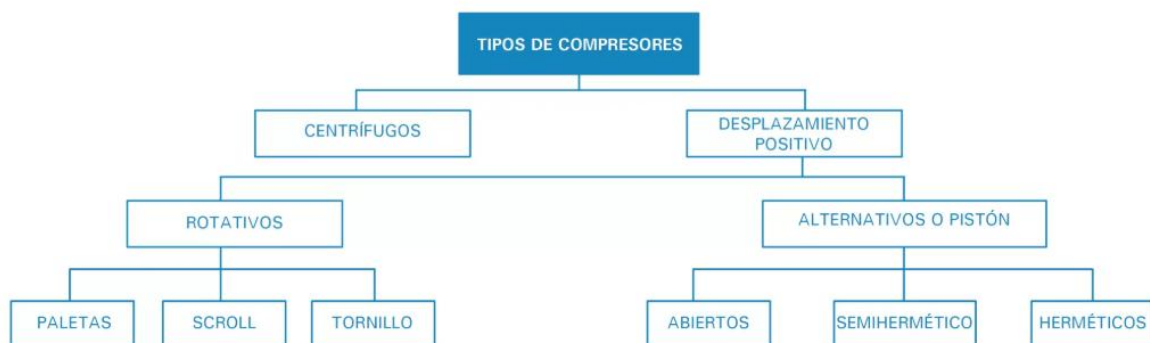 TIPOS DE COMPRESORES
CENTRÍFUGOS
DESPLAZAMIENTO
POSITIVO
ROTATIVOS
ALTERNATIVOS O PISTÓN
PALETAS
SCROLL
TORNILLO
ABIERTOS
SEMIHERMÉTICO
HERMÉTICOS